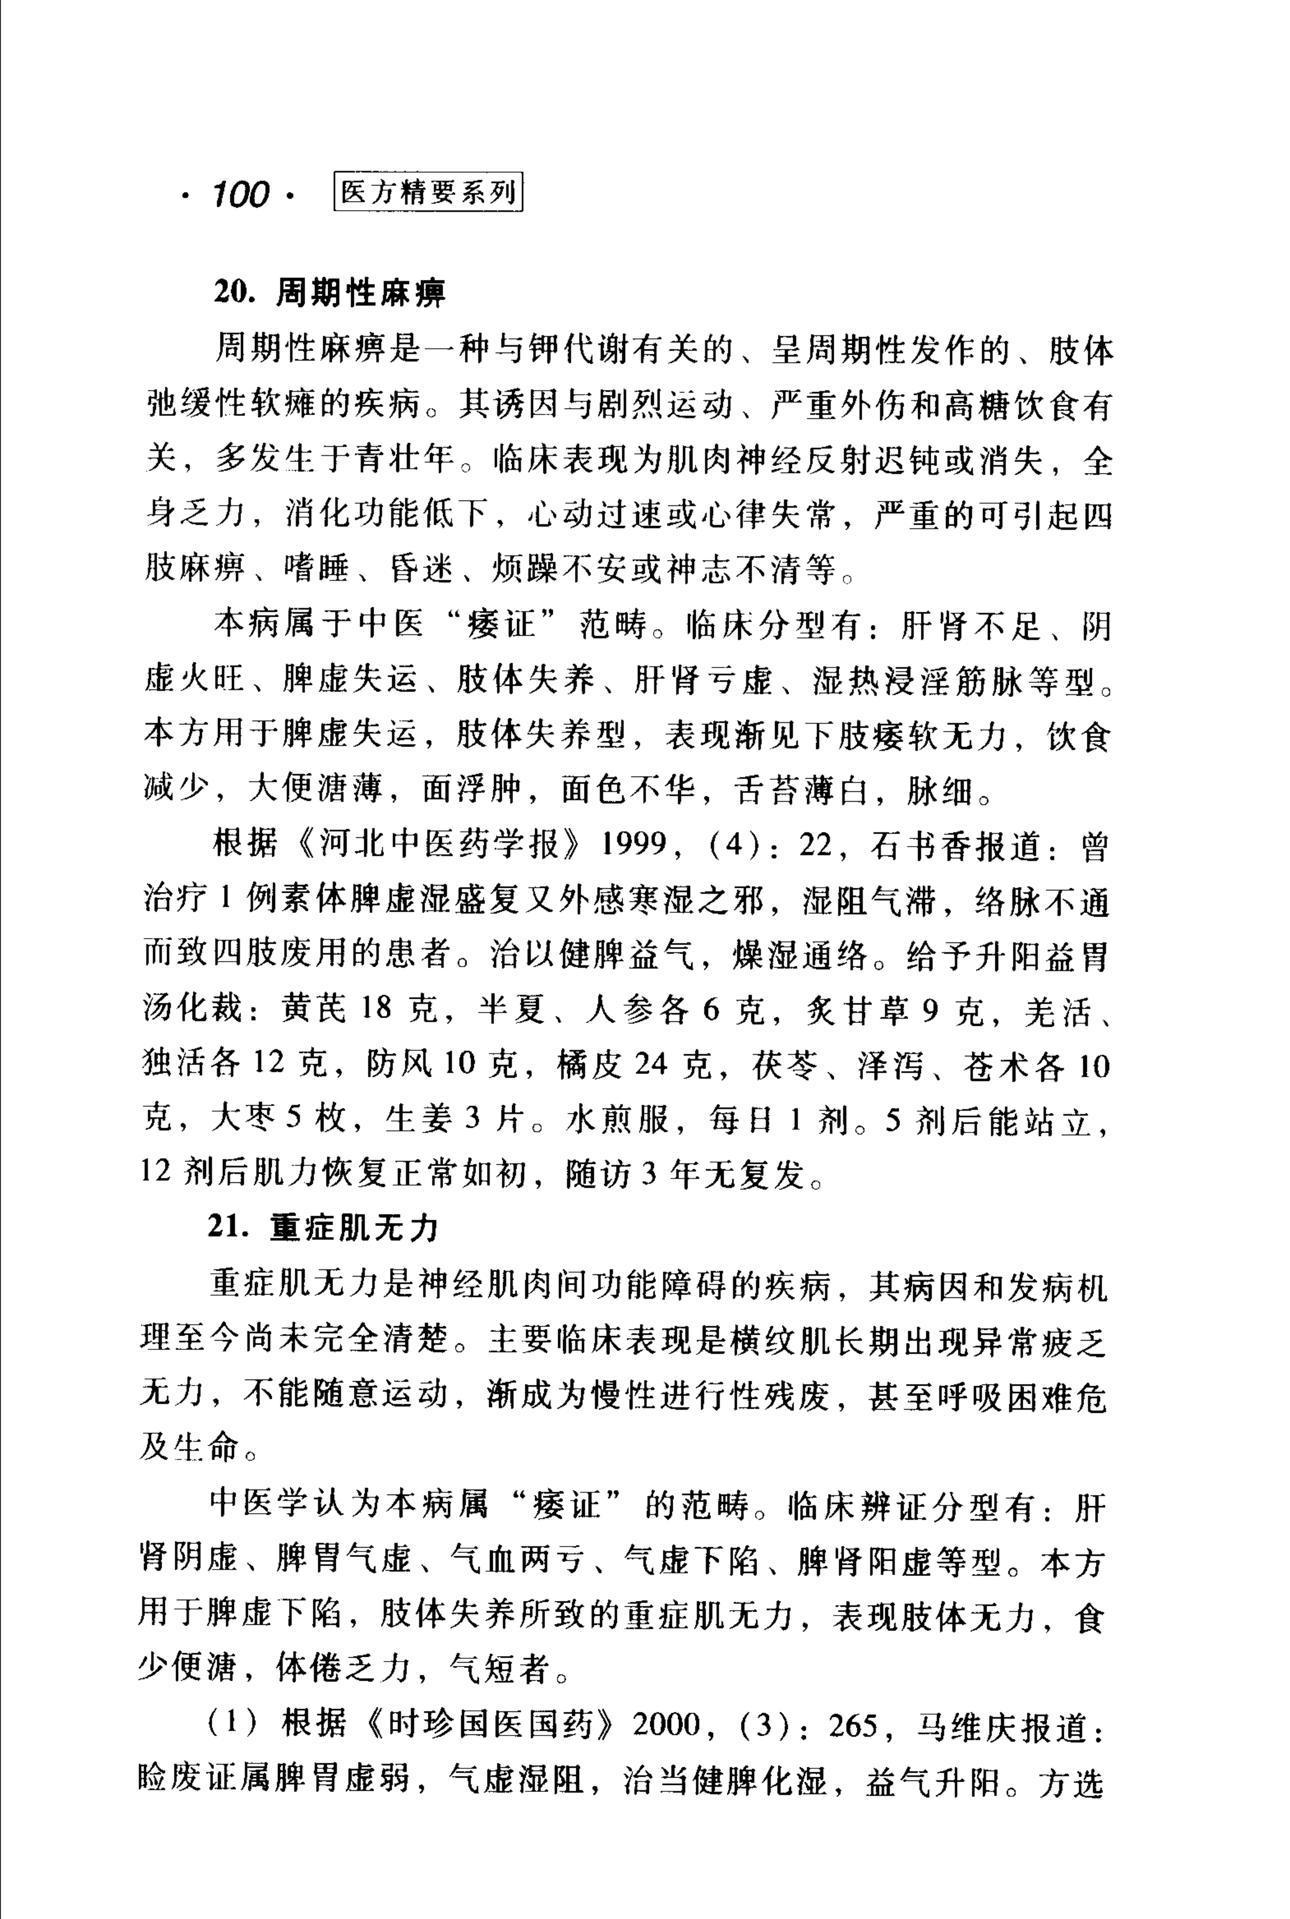 · 100 · 医方精要系列
20. 周期性麻痹
周期性麻痹是一种与钾代谢有关的、呈周期性发作的、肢体
弛缓性软瘫的疾病。其诱因与剧烈运动、严重外伤和高糖饮食有
关，多发生于青壮年。临床表现为肌肉神经反射迟钝或消失，全
身乏力，消化功能低下，心动过速或心律失常，严重的可引起四
肢麻痹、嗜睡、昏迷、烦躁不安或神志不清等。
本病属于中医“痿证”范畴。临床分型有：肝肾不足、阴
虚火旺、脾虚失运、肢体失养、肝肾亏虚、湿热浸淫筋脉等型。
本方用于脾虚失运，肢体失养型，表现渐见下肢痿软无力，饮食
减少，大便溏薄，面浮肿，面色不华，舌苔薄白，脉细。
根据《河北中医药学报》1999，(4)：22，石书香报道：曾
治疗 1 例素体脾虚湿盛复又外感寒湿之邪，湿阻气滞，络脉不通
而致四肢废用的患者。治以健脾益气，燥湿通络。给予升阳益胃
汤化裁：黄芪 18 克，半夏、人参各 6 克，炙甘草 9 克，羌活、
独活各 12 克，防风 10 克，橘皮 24 克，茯苓、泽泻、苍术各 10
克，大枣 5 枚，生姜 3 片。水煎服，每日 1 剂。5 剂后能站立，
12 剂后肌力恢复正常如初，随访 3 年无复发。
21. 重症肌无力
重症肌无力是神经肌肉间功能障碍的疾病，其病因和发病机
理至今尚未完全清楚。主要临床表现是横纹肌长期出现异常疲乏
无力，不能随意运动，渐成为慢性进行性残废，甚至呼吸困难危
及生命。
中医学认为本病属“痿证”的范畴。临床辨证分型有：肝
肾阴虚、脾胃气虚、气血两亏、气虚下陷、脾肾阳虚等型。本方
用于脾虚下陷，肢体失养所致的重症肌无力，表现肢体无力，食
少便溏，体倦乏力，气短者。
(1) 根据《时珍国医国药》2000，(3)：265，马维庆报道：
睑废证属脾胃虚弱，气虚湿阻，治当健脾化湿，益气升阳。方选